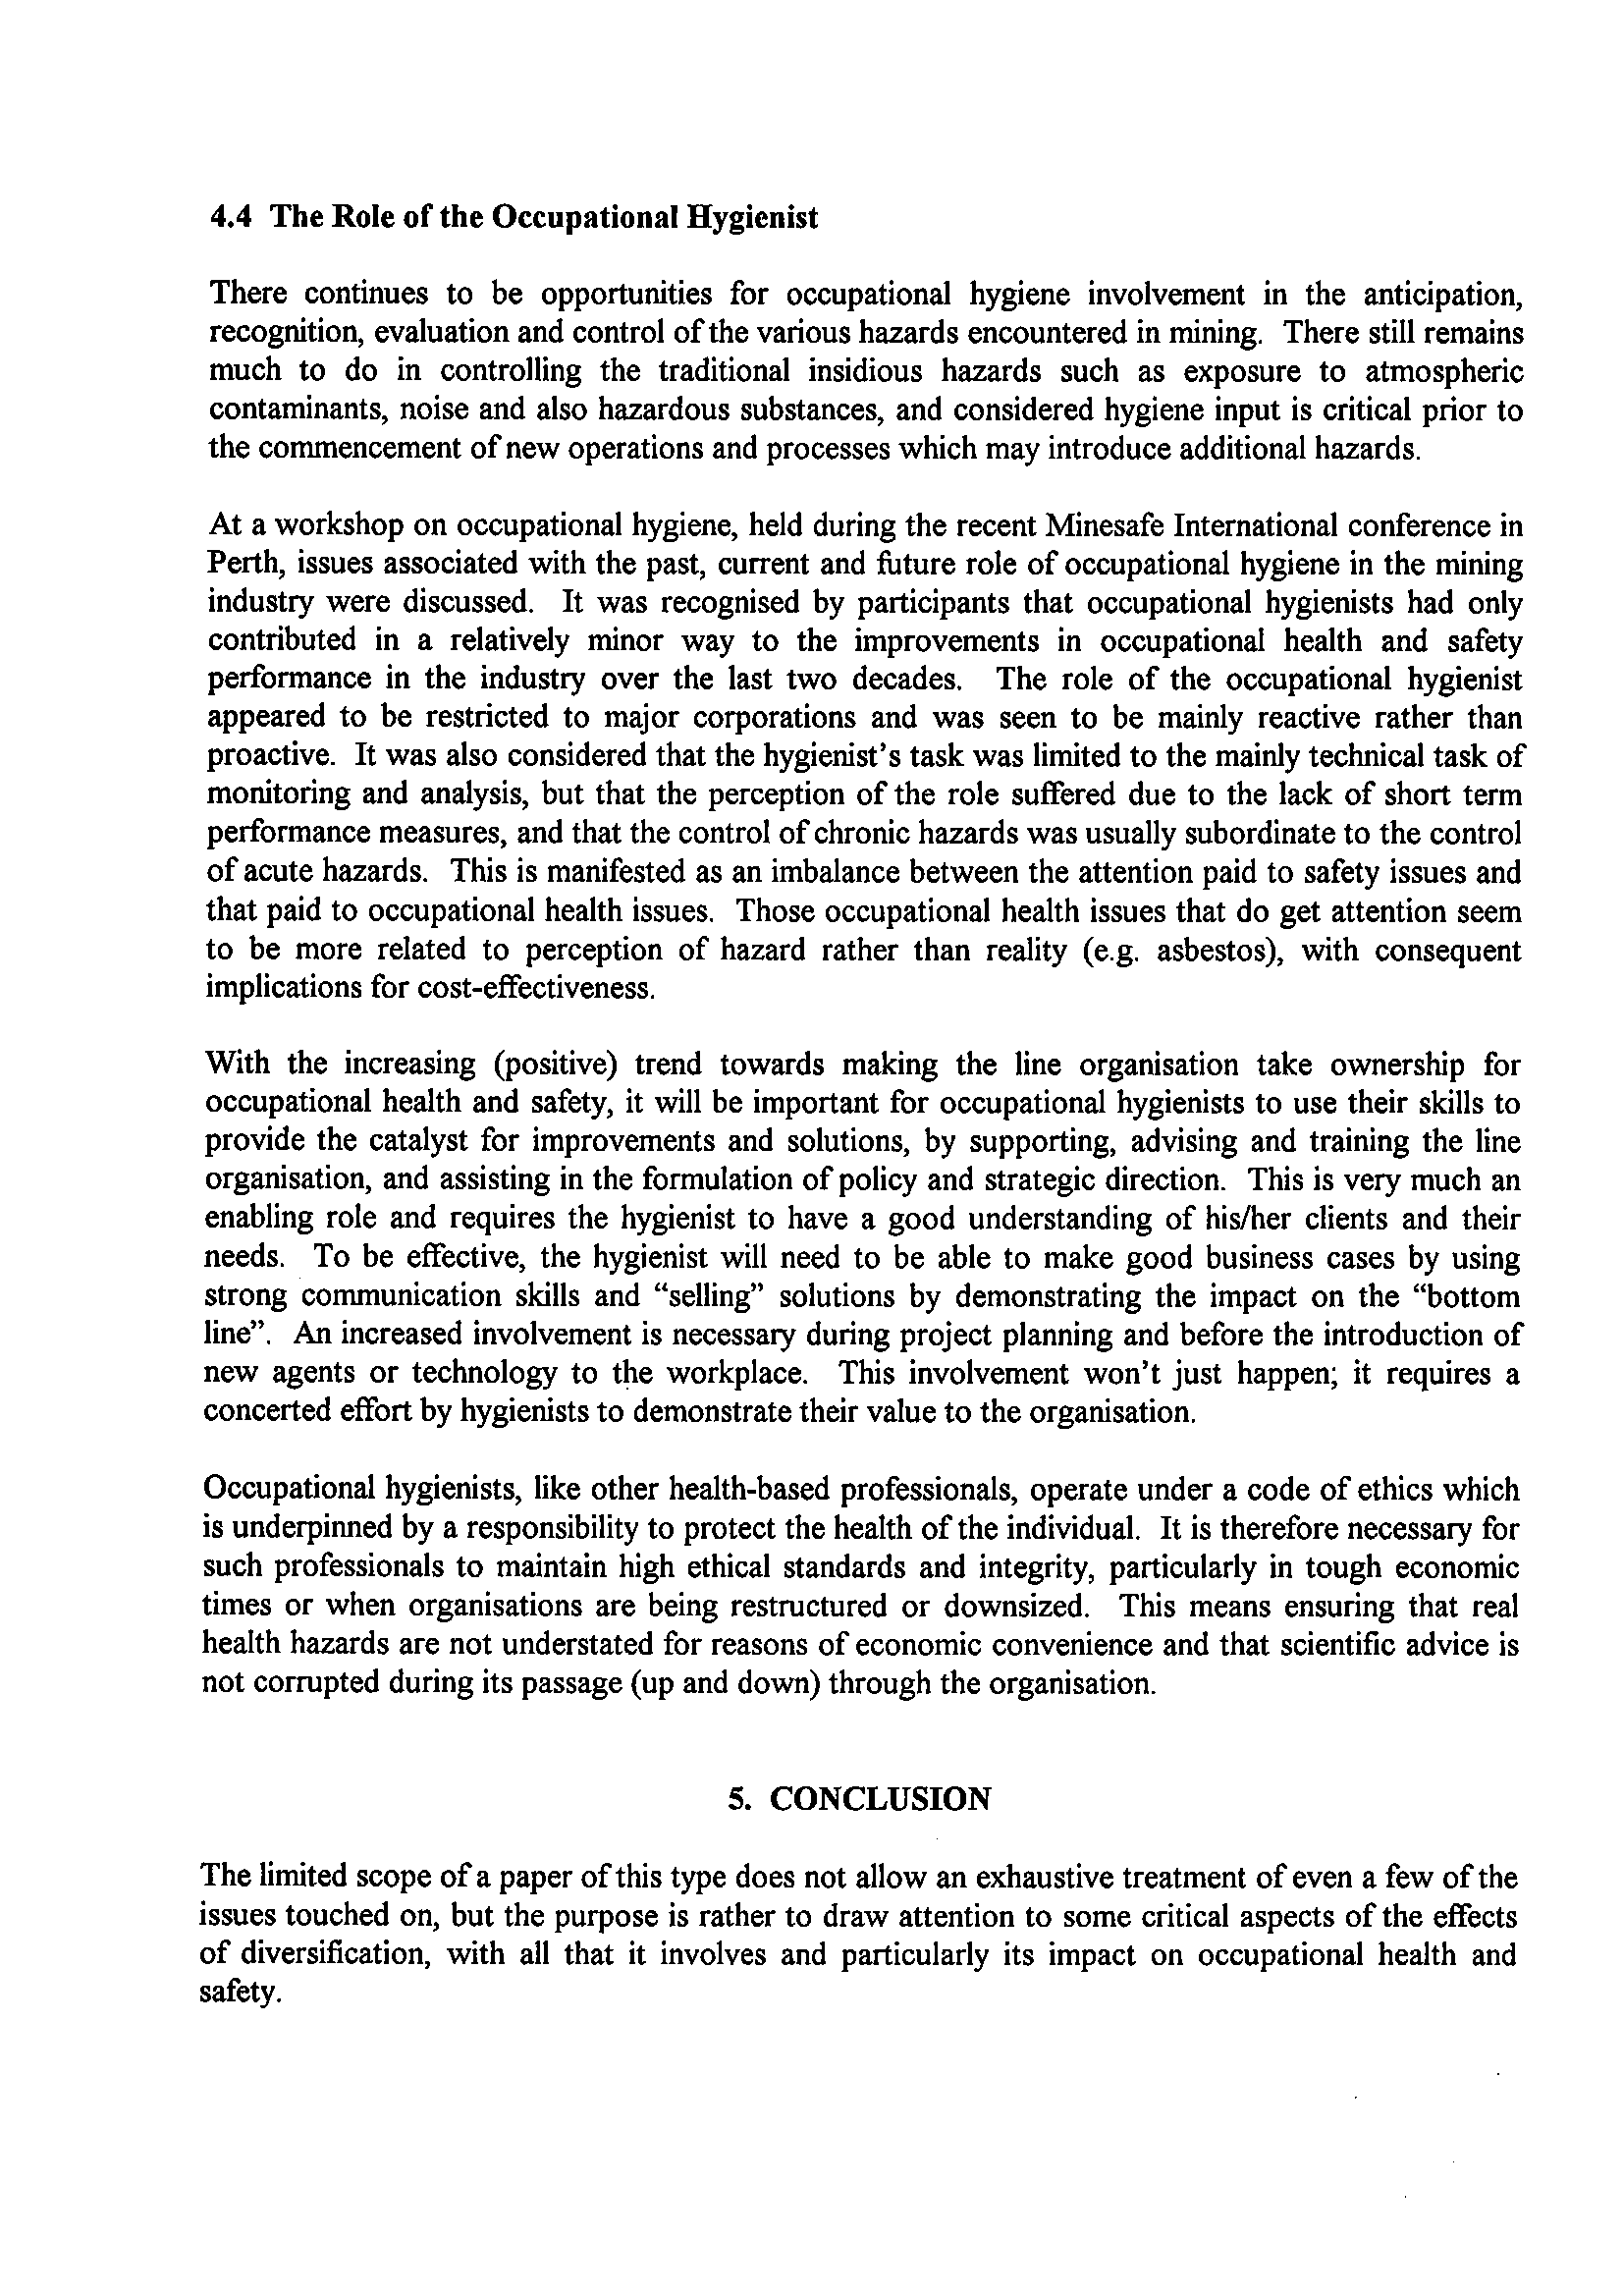 4.4 The Role of the Occupational Hygienist
There continues to be opportunities for occupational hygiene involvement in the anticipation,
recognition, evaluation and control of the various hazards encountered in mining. There still remains
much to do in controlling the traditional insidious hazards such as exposure to atmospheric
contaminants, noise and also hazardous substances, and considered hygiene input is critical prior to
the commencement of new operations and processes which may introduce additional hazards.
At a workshop on occupational hygiene, held during the recent Minesafe International conference in
Perth, issues associated with the past, current and future role of occupational hygiene in the mining
industry were discussed. It was recognised by participants that occupational hygienists had only
contributed in a relatively minor way to the improvements in occupational health and safety
performance in the industry over the last two decades. The role of the occupational hygienist
appeared to be restricted to major corporations and was seen to be mainly reactive rather than
proactive. It was also considered that the hygienist's task was limited to the mainly technical task of
monitoring and analysis, but that the perception of the role suffered due to the lack of short term
performance measures, and that the control of chronic hazards was usually subordinate to the control
of acute hazards. This is manifested as an imbalance between the attention paid to safety issues and
that paid to occupational health issues. Those occupational health issues that do get attention seem
to be more related to perception of hazard rather than reality (e.g. asbestos), with consequent
implications for cost-effectiveness.
With the increasing (positive) trend towards making the line organisation take ownership for
occupational health and safety, it will be important for occupational hygienists to use their skills to
provide the catalyst for improvements and solutions, by supporting, advising and training the line
organisation, and assisting in the formulation of policy and strategic direction. This is very much an
enabling role and requires the hygienist to have a good understanding of his/her clients and their
needs. To be effective, the hygienist will need to be able to make good business cases by using
strong communication skills and “selling” solutions by demonstrating the impact on the “bottom
line”. An increased involvement is necessary during project planning and before the introduction of
new agents or technology to the workplace. This involvement won't just happen; it requires a
concerted effort by hygienists to demonstrate their value to the organisation.
Occupational hygienists, like other health-based professionals, operate under a code of ethics which
is underpinned by a responsibility to protect the health of the individual. It is therefore necessary for
such professionals to maintain high ethical standards and integrity, particularly in tough economic
times or when organisations are being restructured or downsized. This means ensuring that real
health hazards are not understated for reasons of economic convenience and that scientific advice is
not corrupted during its passage (up and down) through the organisation.
5. CONCLUSION
The limited scope of a paper of this type does not allow an exhaustive treatment of even a few of the
issues touched on, but the purpose is rather to draw attention to some critical aspects of the effects
of diversification, with all that it involves and particularly its impact on occupational health and
safety.